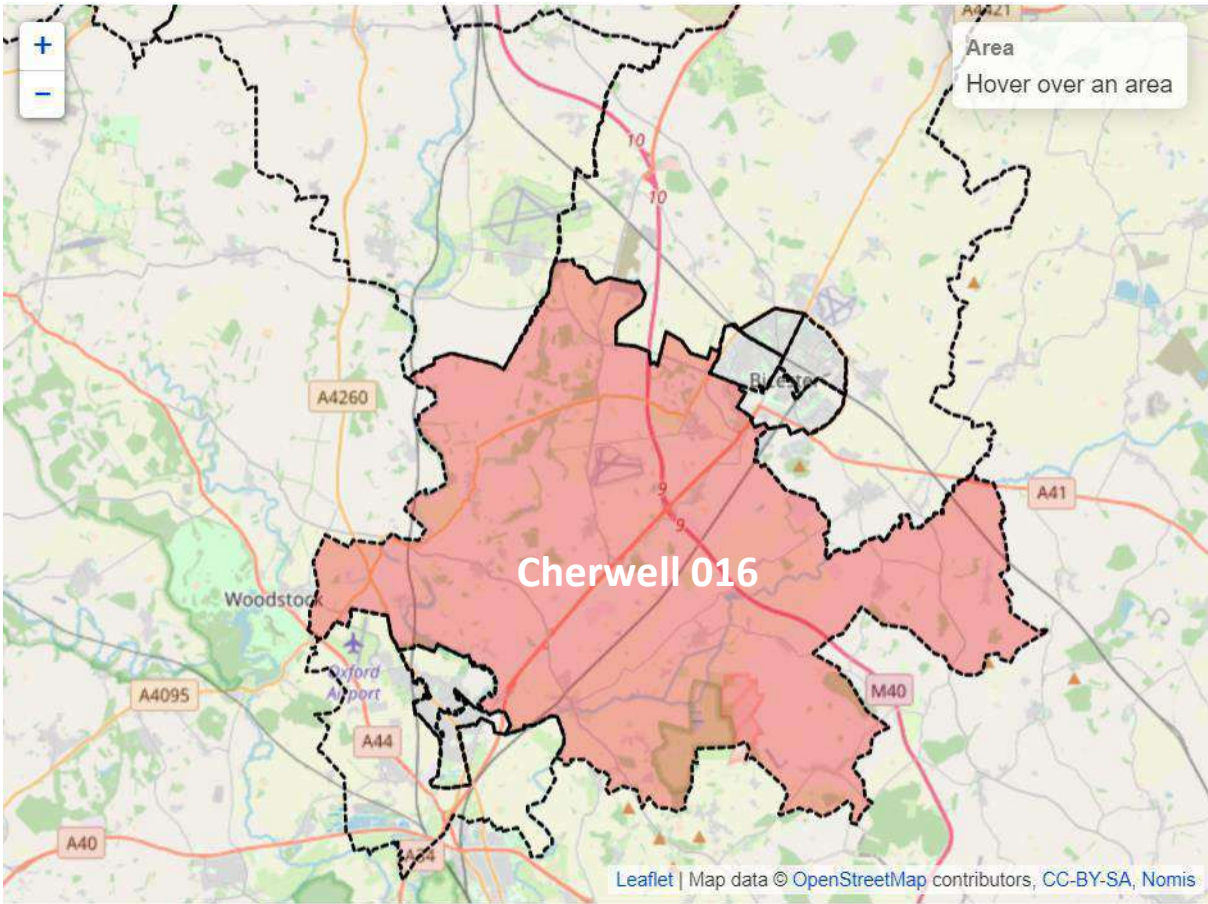 +
−
A4421
Area
Hover over an area
10
10
A4260
Bicester
A41
9
9
Cherwell 016
Woodstock
Oxford
Airport
A4095
M40
A44
A40
A34
Leaflet | Map data © OpenStreetMap contributors, CC-BY-SA, Nomis